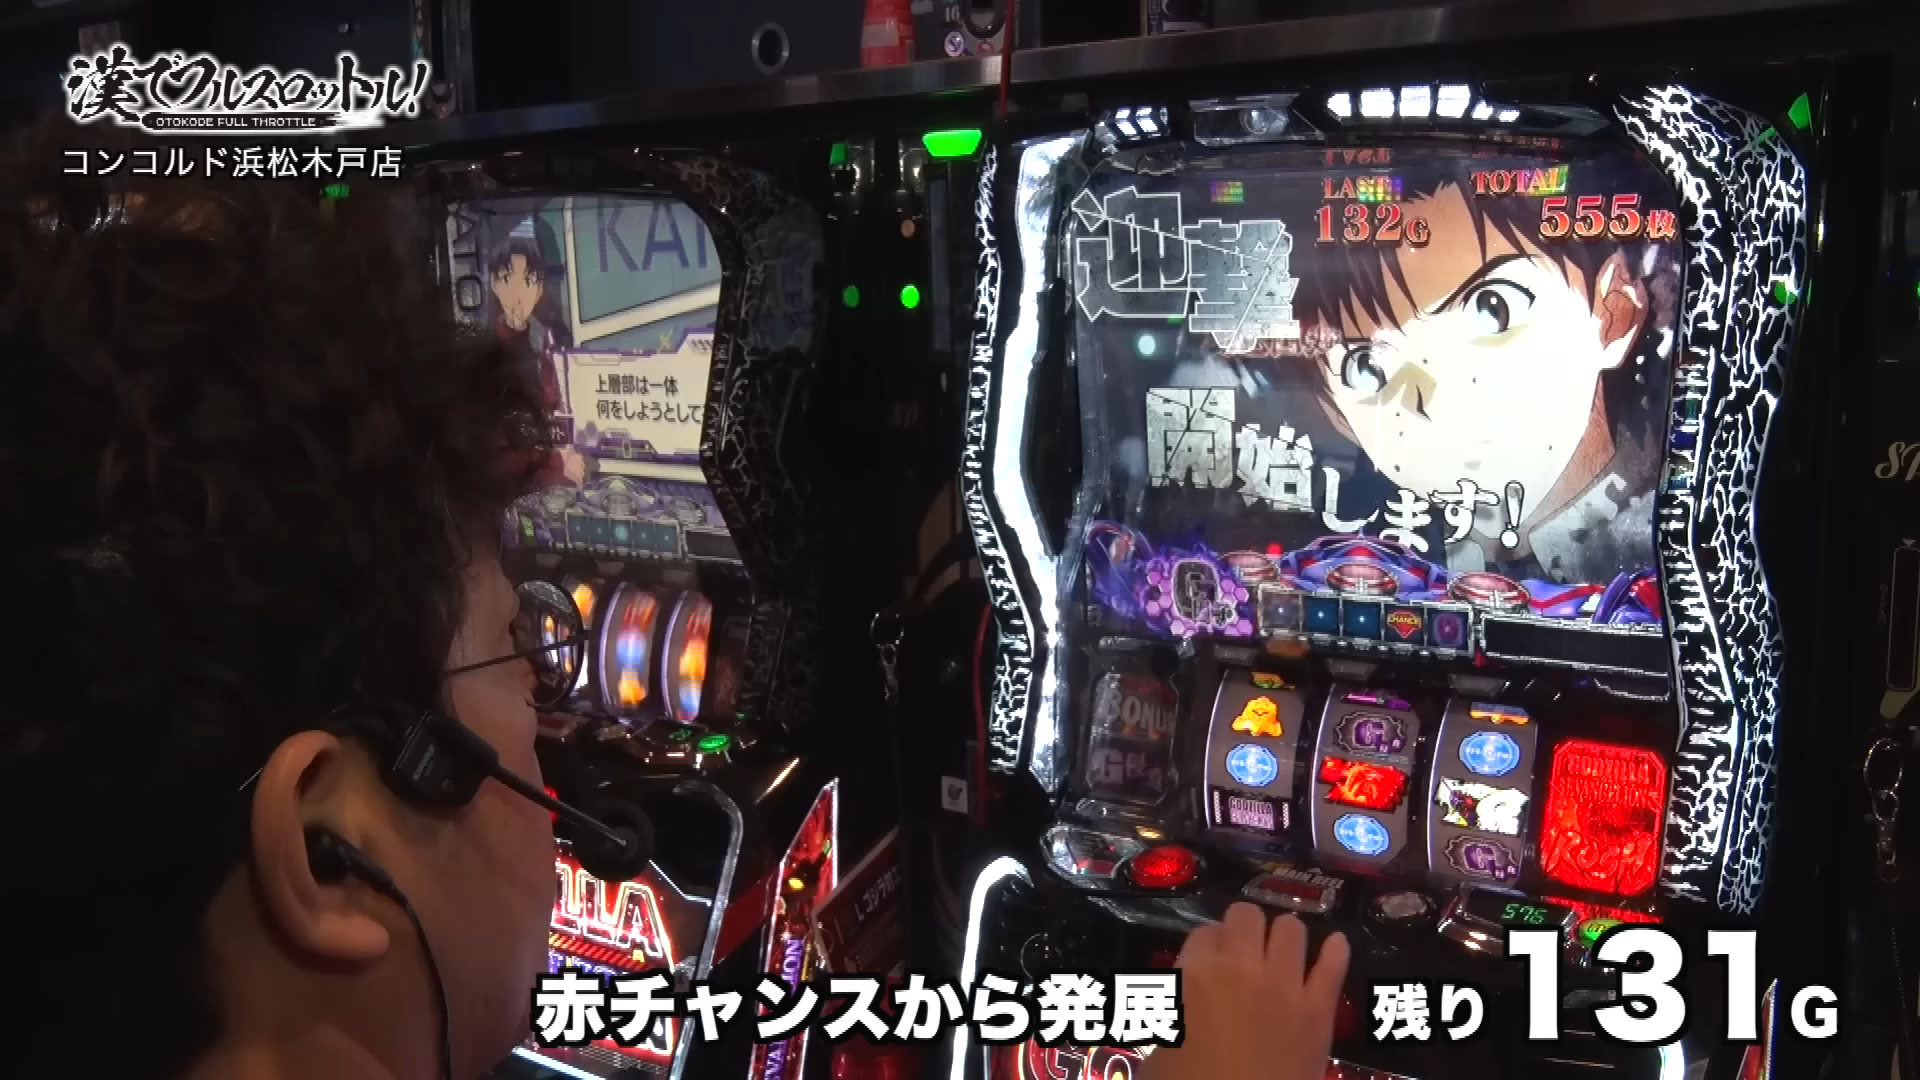 漢でフルスロットル!
OTOKODE FULL THROTTLE
コンコルド浜松木戸店
KA
上層部は一体
何をしようとして
LAST
132G
TOTAL
555枚
迎撃
開始します!
CHANCE
BONUS
GODZILLA
576
赤チャンスから発展
残り131G